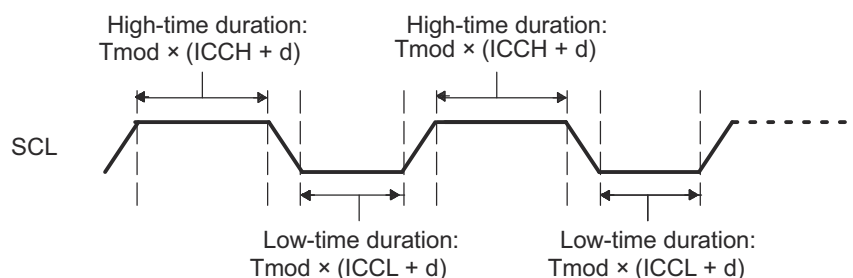 High-time duration:
Tmod × (ICCH + d)
High-time duration:
Tmod × (ICCH + d)
SCL
Low-time duration:
Tmod × (ICCL + d)
Low-time duration:
Tmod × (ICCL + d)